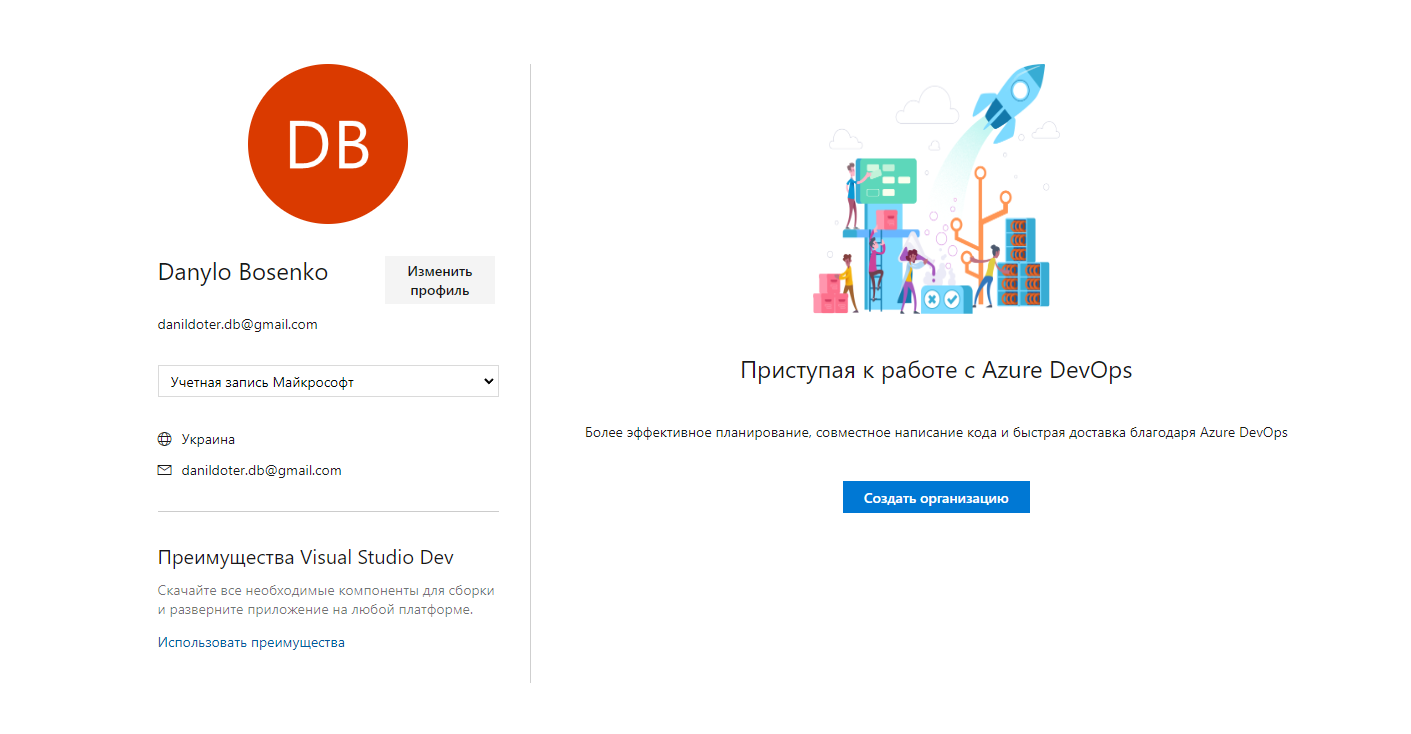 DB
Danylo Bosenko
Изменить
профиль
danildoter.db@gmail.com
Учетная запись Майкрософт
Украина
danildoter.db@gmail.com
Преимущества Visual Studio Dev
Скачайте все необходимые компоненты для сборки
и разверните приложение на любой платформе.
Использовать преимущества
Приступая к работе с Azure DevOps
Более эффективное планирование, совместное написание кода и быстрая доставка благодаря Azure DevOps
Создать организацию